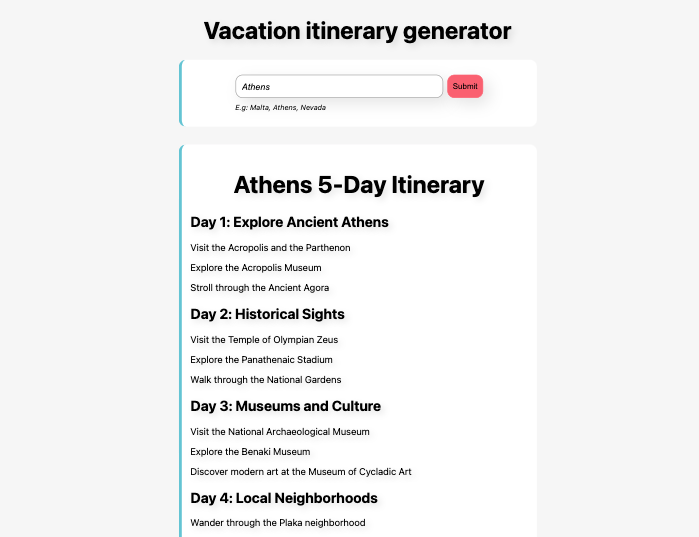 Vacation itinerary generator
Athens
Submit
E.g: Malta, Athens, Nevada
Athens 5-Day Itinerary
Day 1: Explore Ancient Athens
Visit the Acropolis and the Parthenon
Explore the Acropolis Museum
Stroll through the Ancient Agora
Day 2: Historical Sights
Visit the Temple of Olympian Zeus
Explore the Panathenaic Stadium
Walk through the National Gardens
Day 3: Museums and Culture
Visit the National Archaeological Museum
Explore the Benaki Museum
Discover modern art at the Museum of Cycladic Art
Day 4: Local Neighborhoods
Wander through the Plaka neighborhood